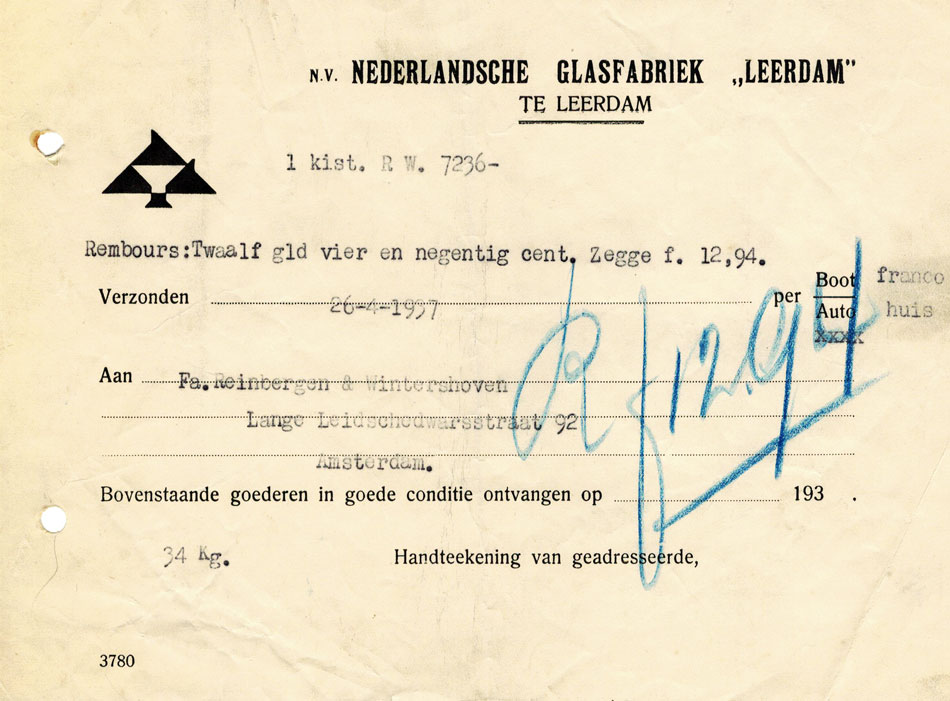 N.V. NEDERLANDSCHE GLASFABRIEK „LEERDAM”
TE LEERDAM
1 kist. R W. 7236-
Rembours:Twaalf gld vier en negentig cent. Zegge f. 12,94.
Verzonden 26-4-1937 per Boot franco
Auto huis
xxxx
Aan Fa.Reinbergen & Wintershoven
Lange Leidschedwarsstraat 92
Amsterdam.
R f 12.94
Bovenstaande goederen in goede conditie ontvangen op 193 .
34 Kg. Handteekening van geadresseerde,
3780